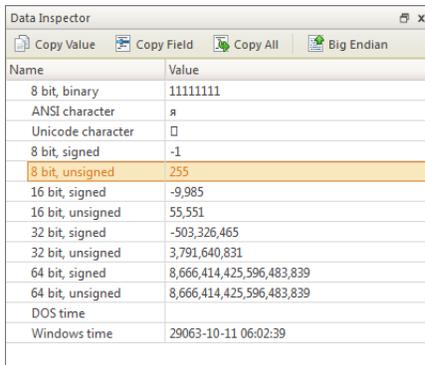 Data Inspector
Copy Value Copy Field Copy All Big Endian
Name Value
8 bit, binary 11111111
ANSI character я
Unicode character
8 bit, signed -1
8 bit, unsigned 255
16 bit, signed -9,985
16 bit, unsigned 55,551
32 bit, signed -503,326,465
32 bit, unsigned 3,791,640,831
64 bit, signed 8,666,414,425,596,483,839
64 bit, unsigned 8,666,414,425,596,483,839
DOS time
Windows time 29063-10-11 06:02:39